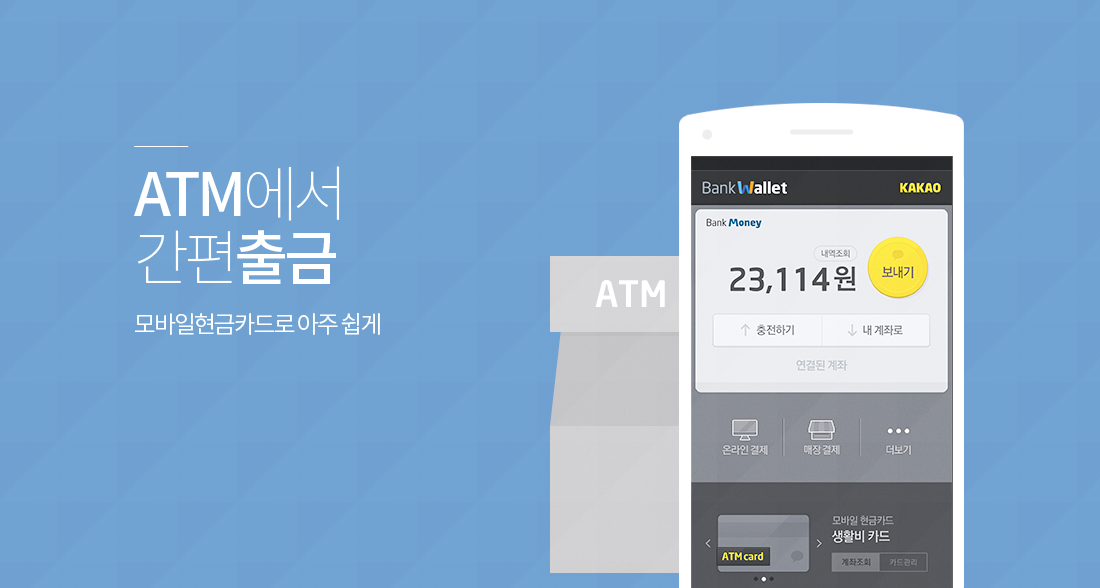 ATM에서
간편출금
모바일현금카드로 아주 쉽게
ATM
BankWallet KAKAO
Bank Money
내역조회
23,114원
보내기
충전하기 내 계좌로
연결된 계좌
온라인 결제 매장 결제 더보기
모바일 현금카드
생활비 카드
ATM card
계좌조회 카드관리